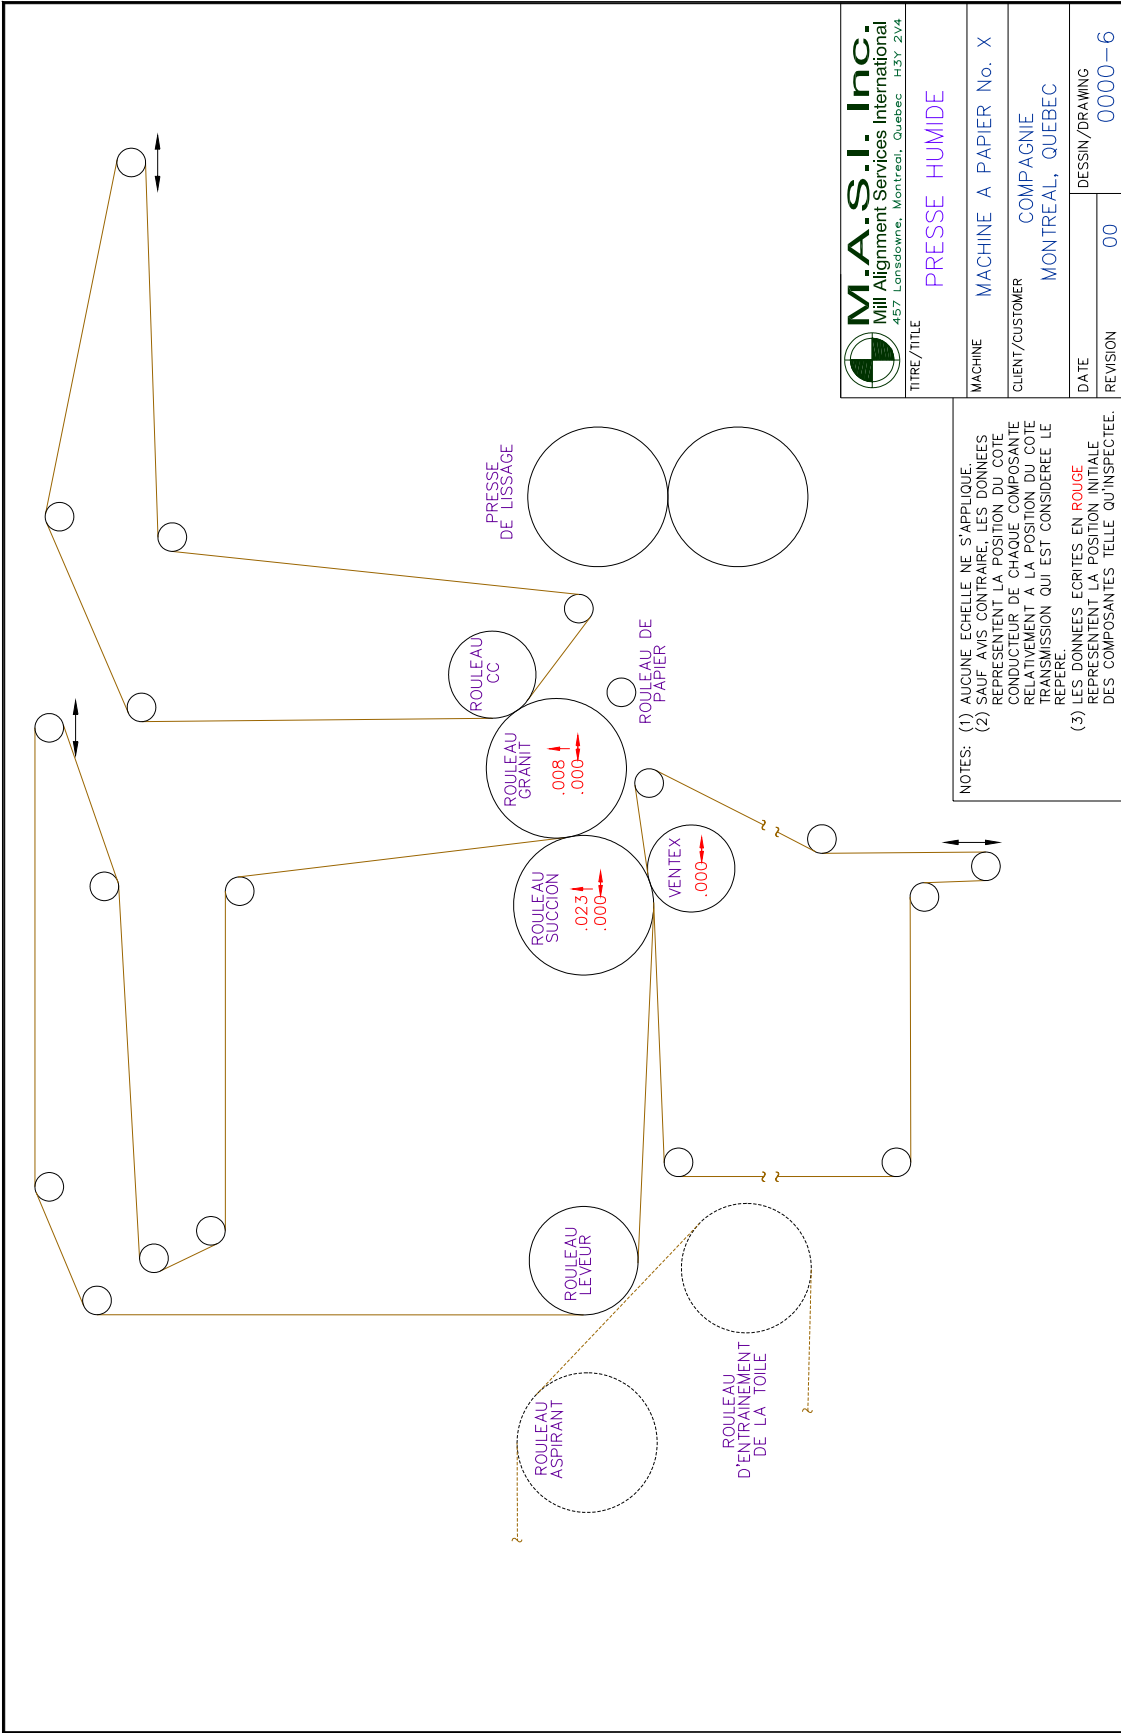 PRESSE
DE LISSAGE
ROULEAU
CC
ROULEAU DE
PAPIER
ROULEAU
GRANIT
.008
.000
ROULEAU
SUCCION
.023
.000
VENTEX
.000
ROULEAU
LEVEUR
ROULEAU
ASPIRANT
ROULEAU
D'ENTRAINEMENT
DE LA TOILE
NOTES: (1) AUCUNE ECHELLE NE S'APPLIQUE.
(2) SAUF AVIS CONTRAIRE, LES DONNEES
REPRESENTENT LA POSITION DU COTE
CONDUCTEUR DE CHAQUE COMPOSANTE
RELATIVEMENT A LA POSITION DU COTE
TRANSMISSION QUI EST CONSIDEREE LE
REPERE.
(3) LES DONNEES ECRITES EN ROUGE
REPRESENTENT LA POSITION INITIALE
DES COMPOSANTES TELLE QU'INSPECTEE.
M.A.S.I. Inc.
Mill Alignment Services International
457 Lansdowne, Montreal, Quebec H3Y 2V4
TITRE/TITLE
PRESSE HUMIDE
MACHINE
MACHINE A PAPIER No. X
CLIENT/CUSTOMER
COMPAGNIE
MONTREAL, QUEBEC
DATE
DESSIN/DRAWING
0000-6
REVISION
00